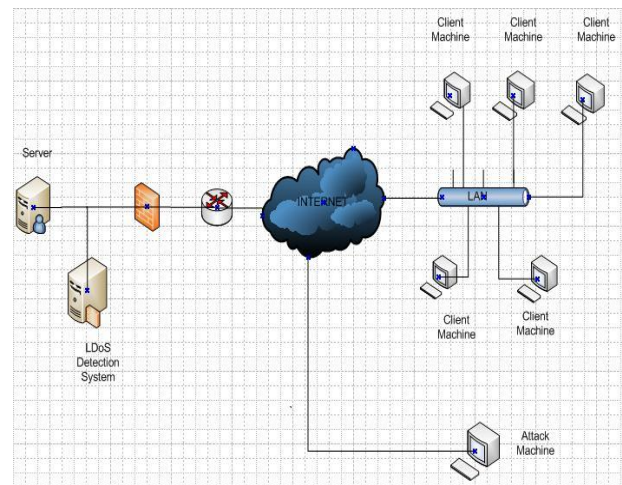 Client
Machine
Client
Machine
Client
Machine
Server
INTERNET
LAN
LDoS
Detection
System
Client
Machine
Client
Machine
Attack
Machine